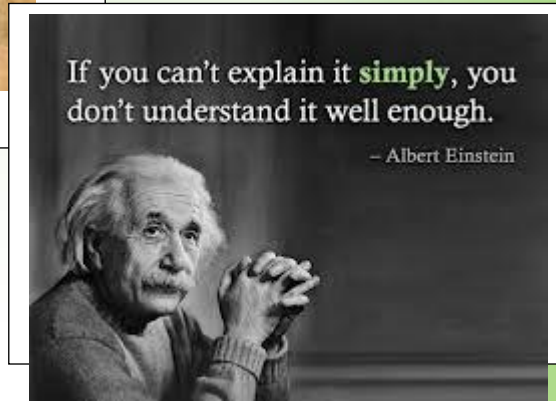 If you can't explain it simply, you
don't understand it well enough.
– Albert Einstein